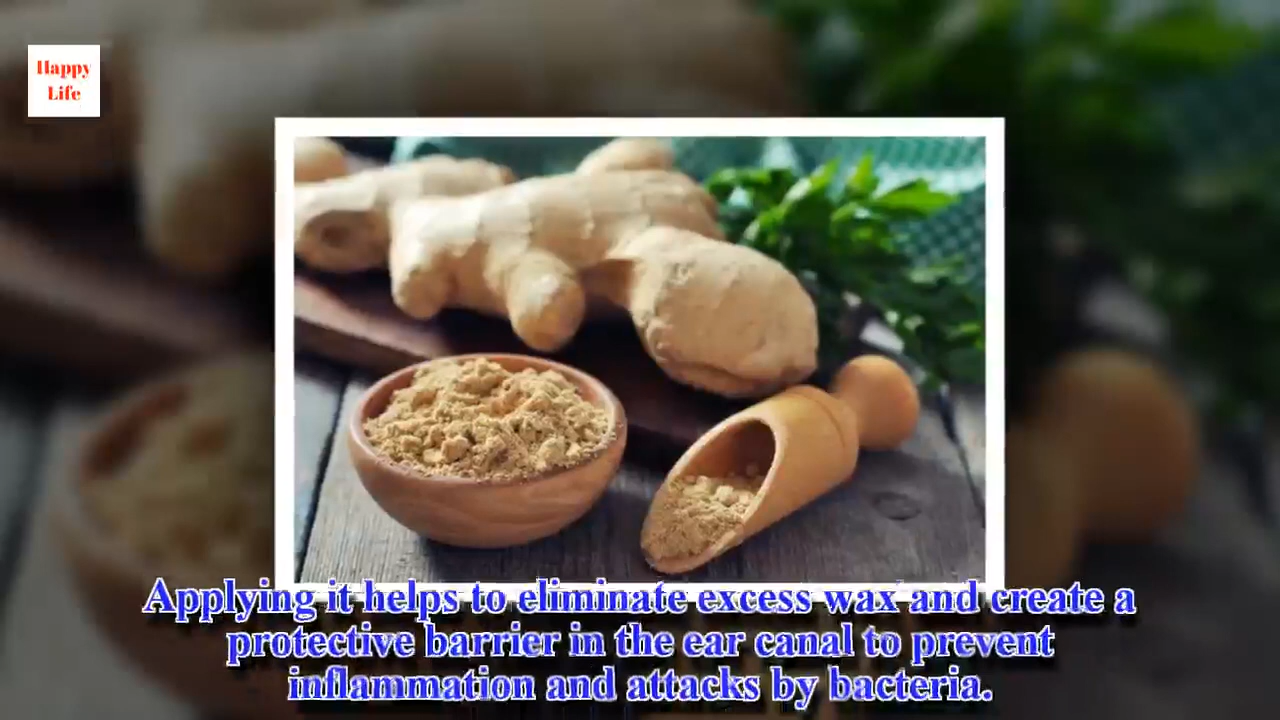 Happy
Life
Applying it helps to eliminate excess wax and create a
protective barrier in the ear canal to prevent
inflammation and attacks by bacteria.